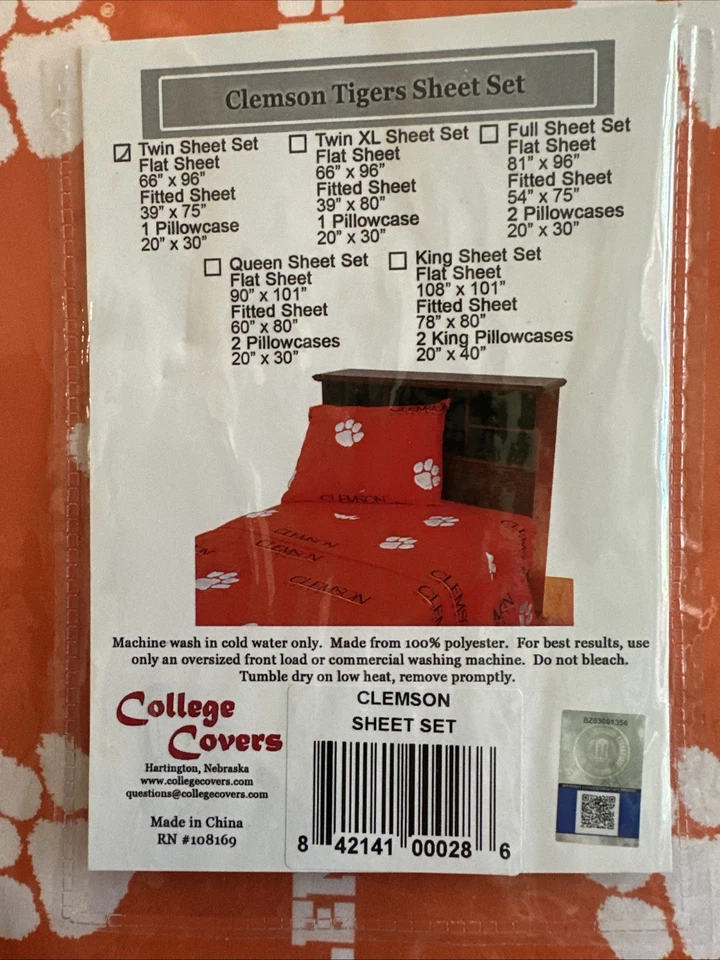 Clemson Tigers Sheet Set
Twin Sheet Set
Flat Sheet
66" x 96"
Fitted Sheet
39" x 75"
1 Pillowcase
20" x 30"
Twin XL Sheet Set
Flat Sheet
66" x 96"
Fitted Sheet
39" x 80"
1 Pillowcase
20" x 30"
Full Sheet Set
Flat Sheet
81" x 96"
Fitted Sheet
54" x 75"
2 Pillowcases
20" x 30"
Queen Sheet Set
Flat Sheet
90" x 101"
Fitted Sheet
60" x 80"
2 Pillowcases
20" x 30"
King Sheet Set
Flat Sheet
108" x 101"
Fitted Sheet
78" x 80"
2 King Pillowcases
20" x 40"
CLEMSON
CLEMSON
CLEMSON
CLEMSON
CLEMSON
CLEMSON
Machine wash in cold water only. Made from 100% polyester. For best results, use
only an oversized front load or commercial washing machine. Do not bleach.
Tumble dry on low heat, remove promptly.
College
Covers
Hartington, Nebraska
www.collegecovers.com
questions@collegecovers.com
Made in China
RN #108169
CLEMSON
SHEET SET
8 42141 00028 6